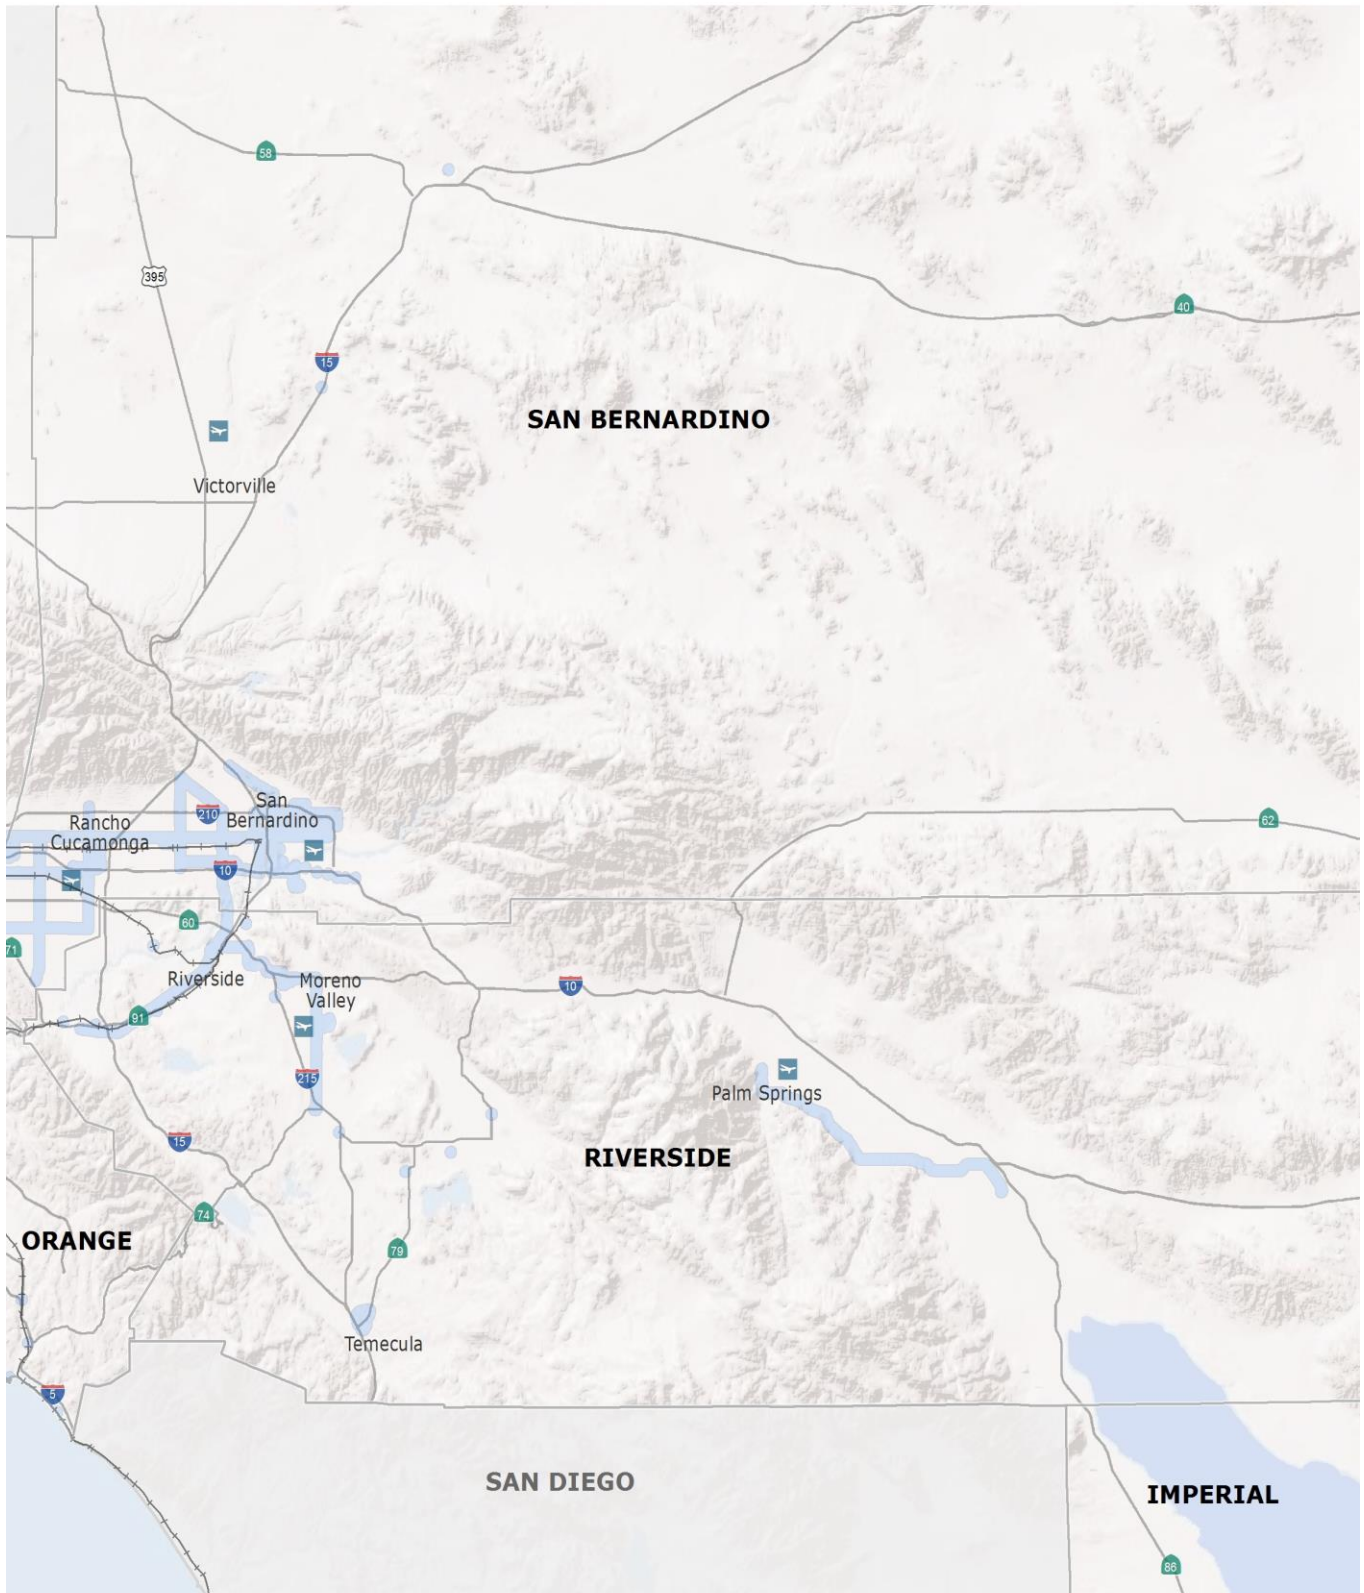 58
395
40
15
SAN BERNARDINO
Victorville
San
Bernardino
210
Rancho
Cucamonga
62
10
60
71
Riverside
Moreno
Valley
10
91
215
Palm Springs
15
RIVERSIDE
74
ORANGE
79
Temecula
5
SAN DIEGO
IMPERIAL
86